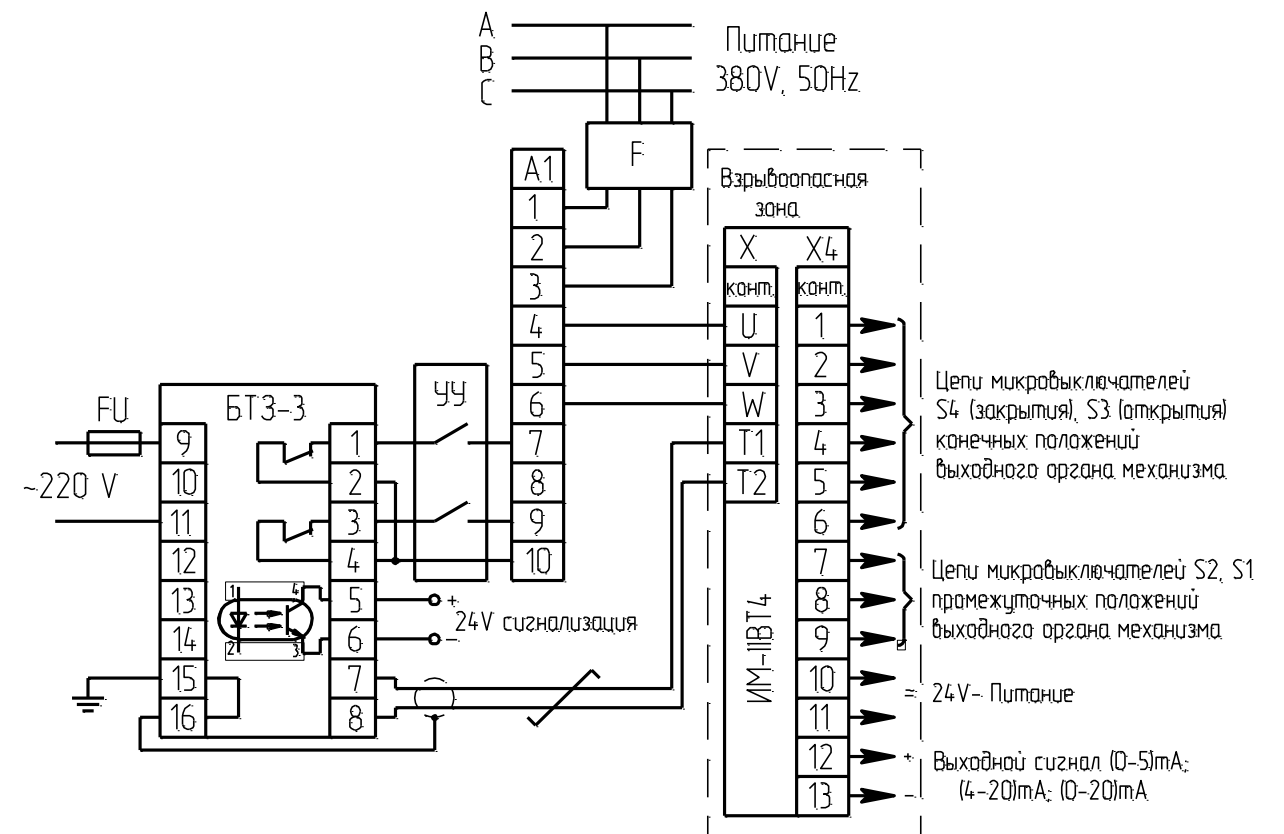 A
B
C
Питание
380V, 50Hz
F
A1
1
2
3
4
5
6
7
8
9
10
Взрывоопасная
зона
X
X4
конт.
конт.
U
V
W
T1
T2
1
2
3
4
5
6
7
8
9
10
11
12
13
ИМ-IIВТ4
Цепи микровыключателей
S4 (закрытия), S3 (открытия)
конечных положений
выходного органа механизма
Цепи микровыключателей S2, S1
промежуточных положений
выходного органа механизма
= 24V- Питание
+ Выходной сигнал (0-5)mA;
- (4-20)mA; (0-20)mA
FU
~220 V
БТЗ-3
9
10
11
12
13
14
15
16
1
2
3
4
5
6
7
8
1
4
2
3
УУ
+
24V сигнализация
-